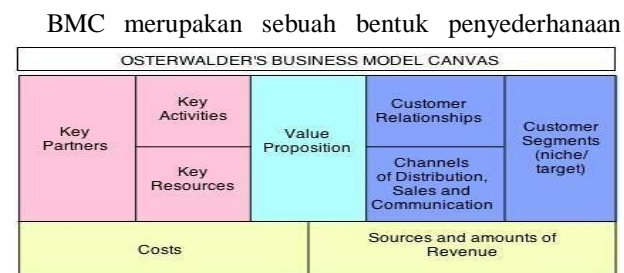 BMC merupakan sebuah bentuk penyederhanaan
OSTERWALDER'S BUSINESS MODEL CANVAS
Key
Partners
Key
Activities
Key
Resources
Value
Proposition
Customer
Relationships
Channels
of Distribution,
Sales and
Communication
Customer
Segments
(niche/
target)
Costs
Sources and amounts of
Revenue